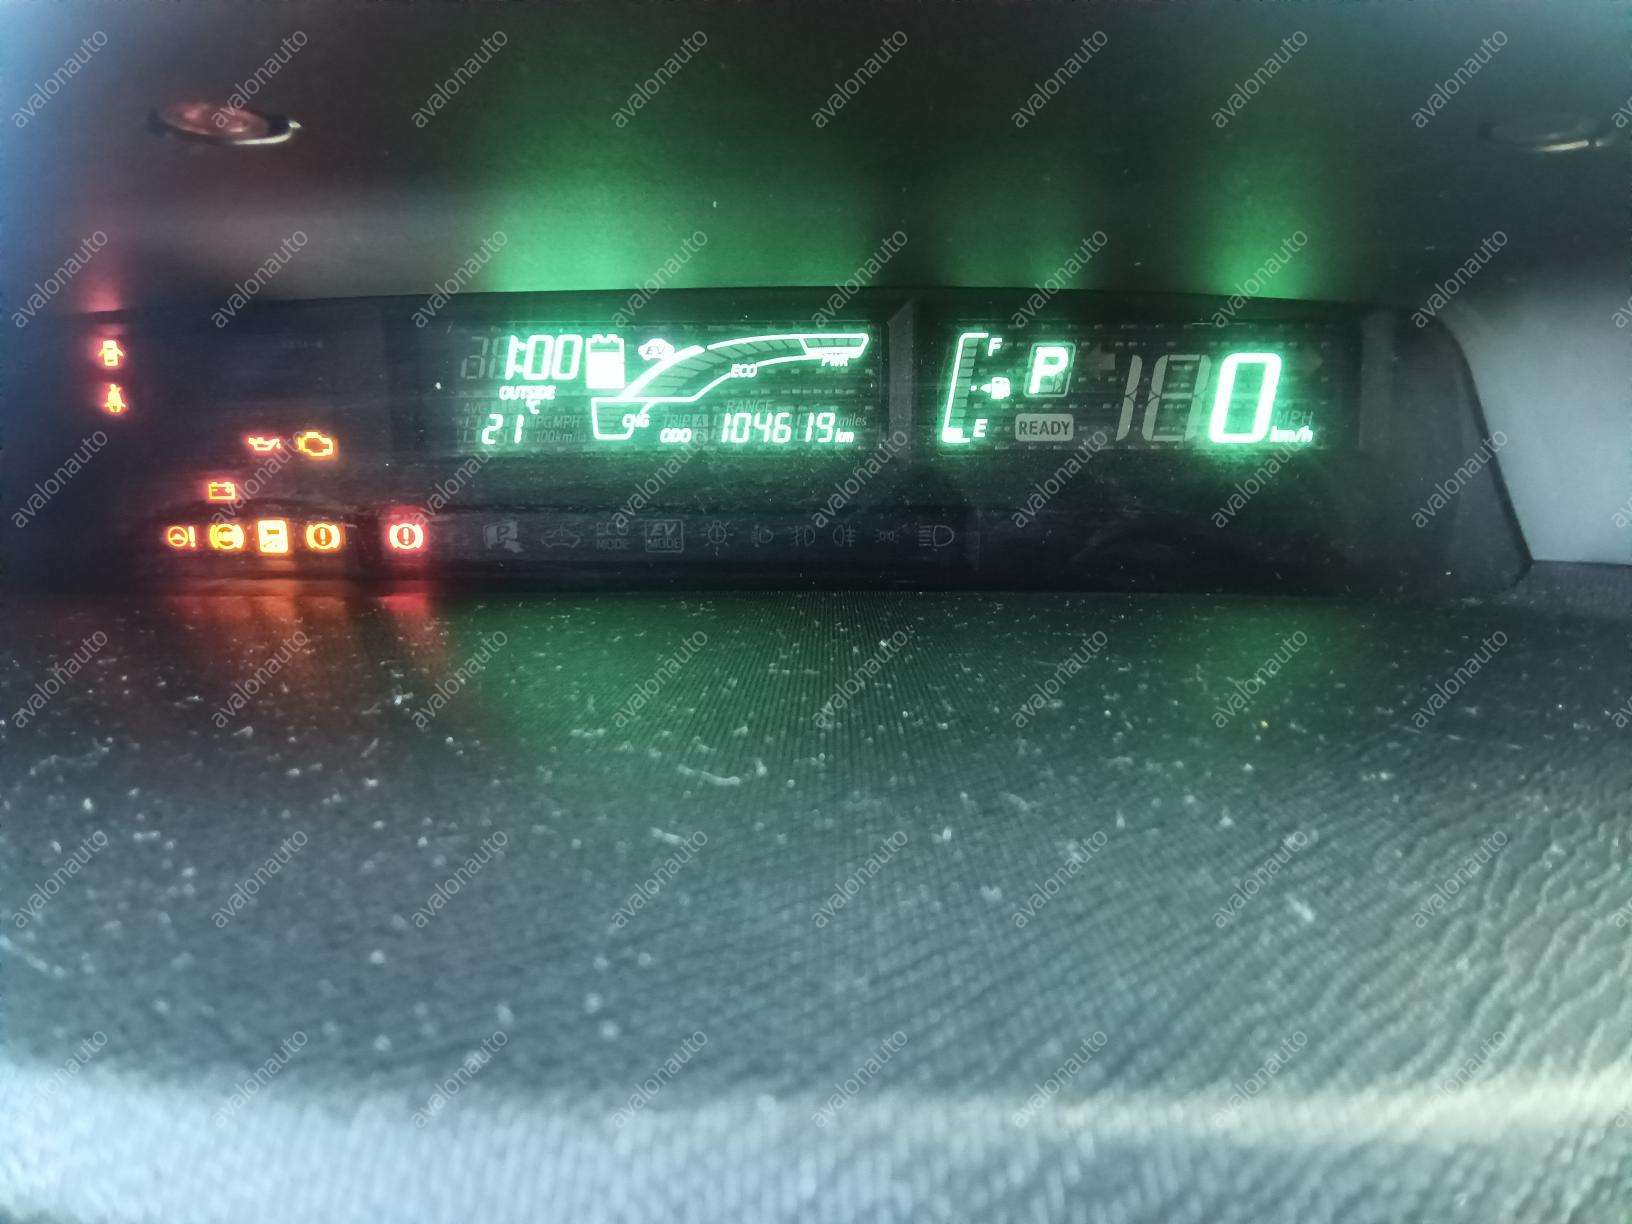 1:00
OUTSIDE
°C
21
EV
ECO
PWR
CHG
RANGE
TRIP
ODO 104619 km
miles
MPG MPH
100km
F
E
P
READY
0
MPH
km/h
ECO MODE
EV MODE
avalonauto